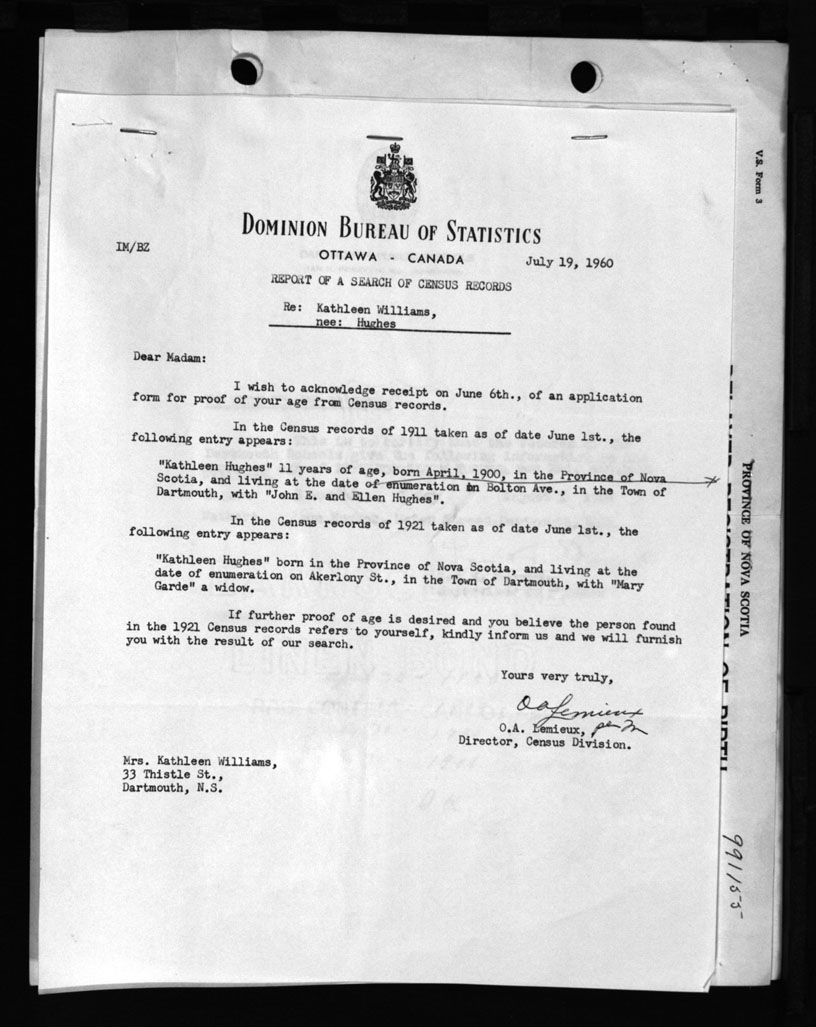 V.S. Form 3
DOMINION BUREAU OF STATISTICS
OTTAWA - CANADA
IM/BZ
July 19, 1960
REPORT OF A SEARCH OF CENSUS RECORDS
Re: Kathleen Williams,
nee: Hughes
Dear Madam:
I wish to acknowledge receipt on June 6th., of an application
form for proof of your age from Census records.
In the Census records of 1911 taken as of date June 1st., the
following entry appears:
"Kathleen Hughes" 11 years of age, born April, 1900, in the Province of Nova
Scotia, and living at the date of enumeration on Bolton Ave., in the Town of
Dartmouth, with "John E. and Ellen Hughes".
In the Census records of 1921 taken as of date June 1st., the
following entry appears:
"Kathleen Hughes" born in the Province of Nova Scotia, and living at the
date of enumeration on Akerlony St., in the Town of Dartmouth, with "Mary
Garde" a widow.
If further proof of age is desired and you believe the person found
in the 1921 Census records refers to yourself, kindly inform us and we will furnish
you with the result of our search.
Yours very truly,
O A Lemieux
O.A. Lemieux,
Director, Census Division.
Mrs. Kathleen Williams,
33 Thistle St.,
Dartmouth, N.S.
PROVINCE OF NOVA SCOTIA
REGISTRATION OF BIRTH
991155